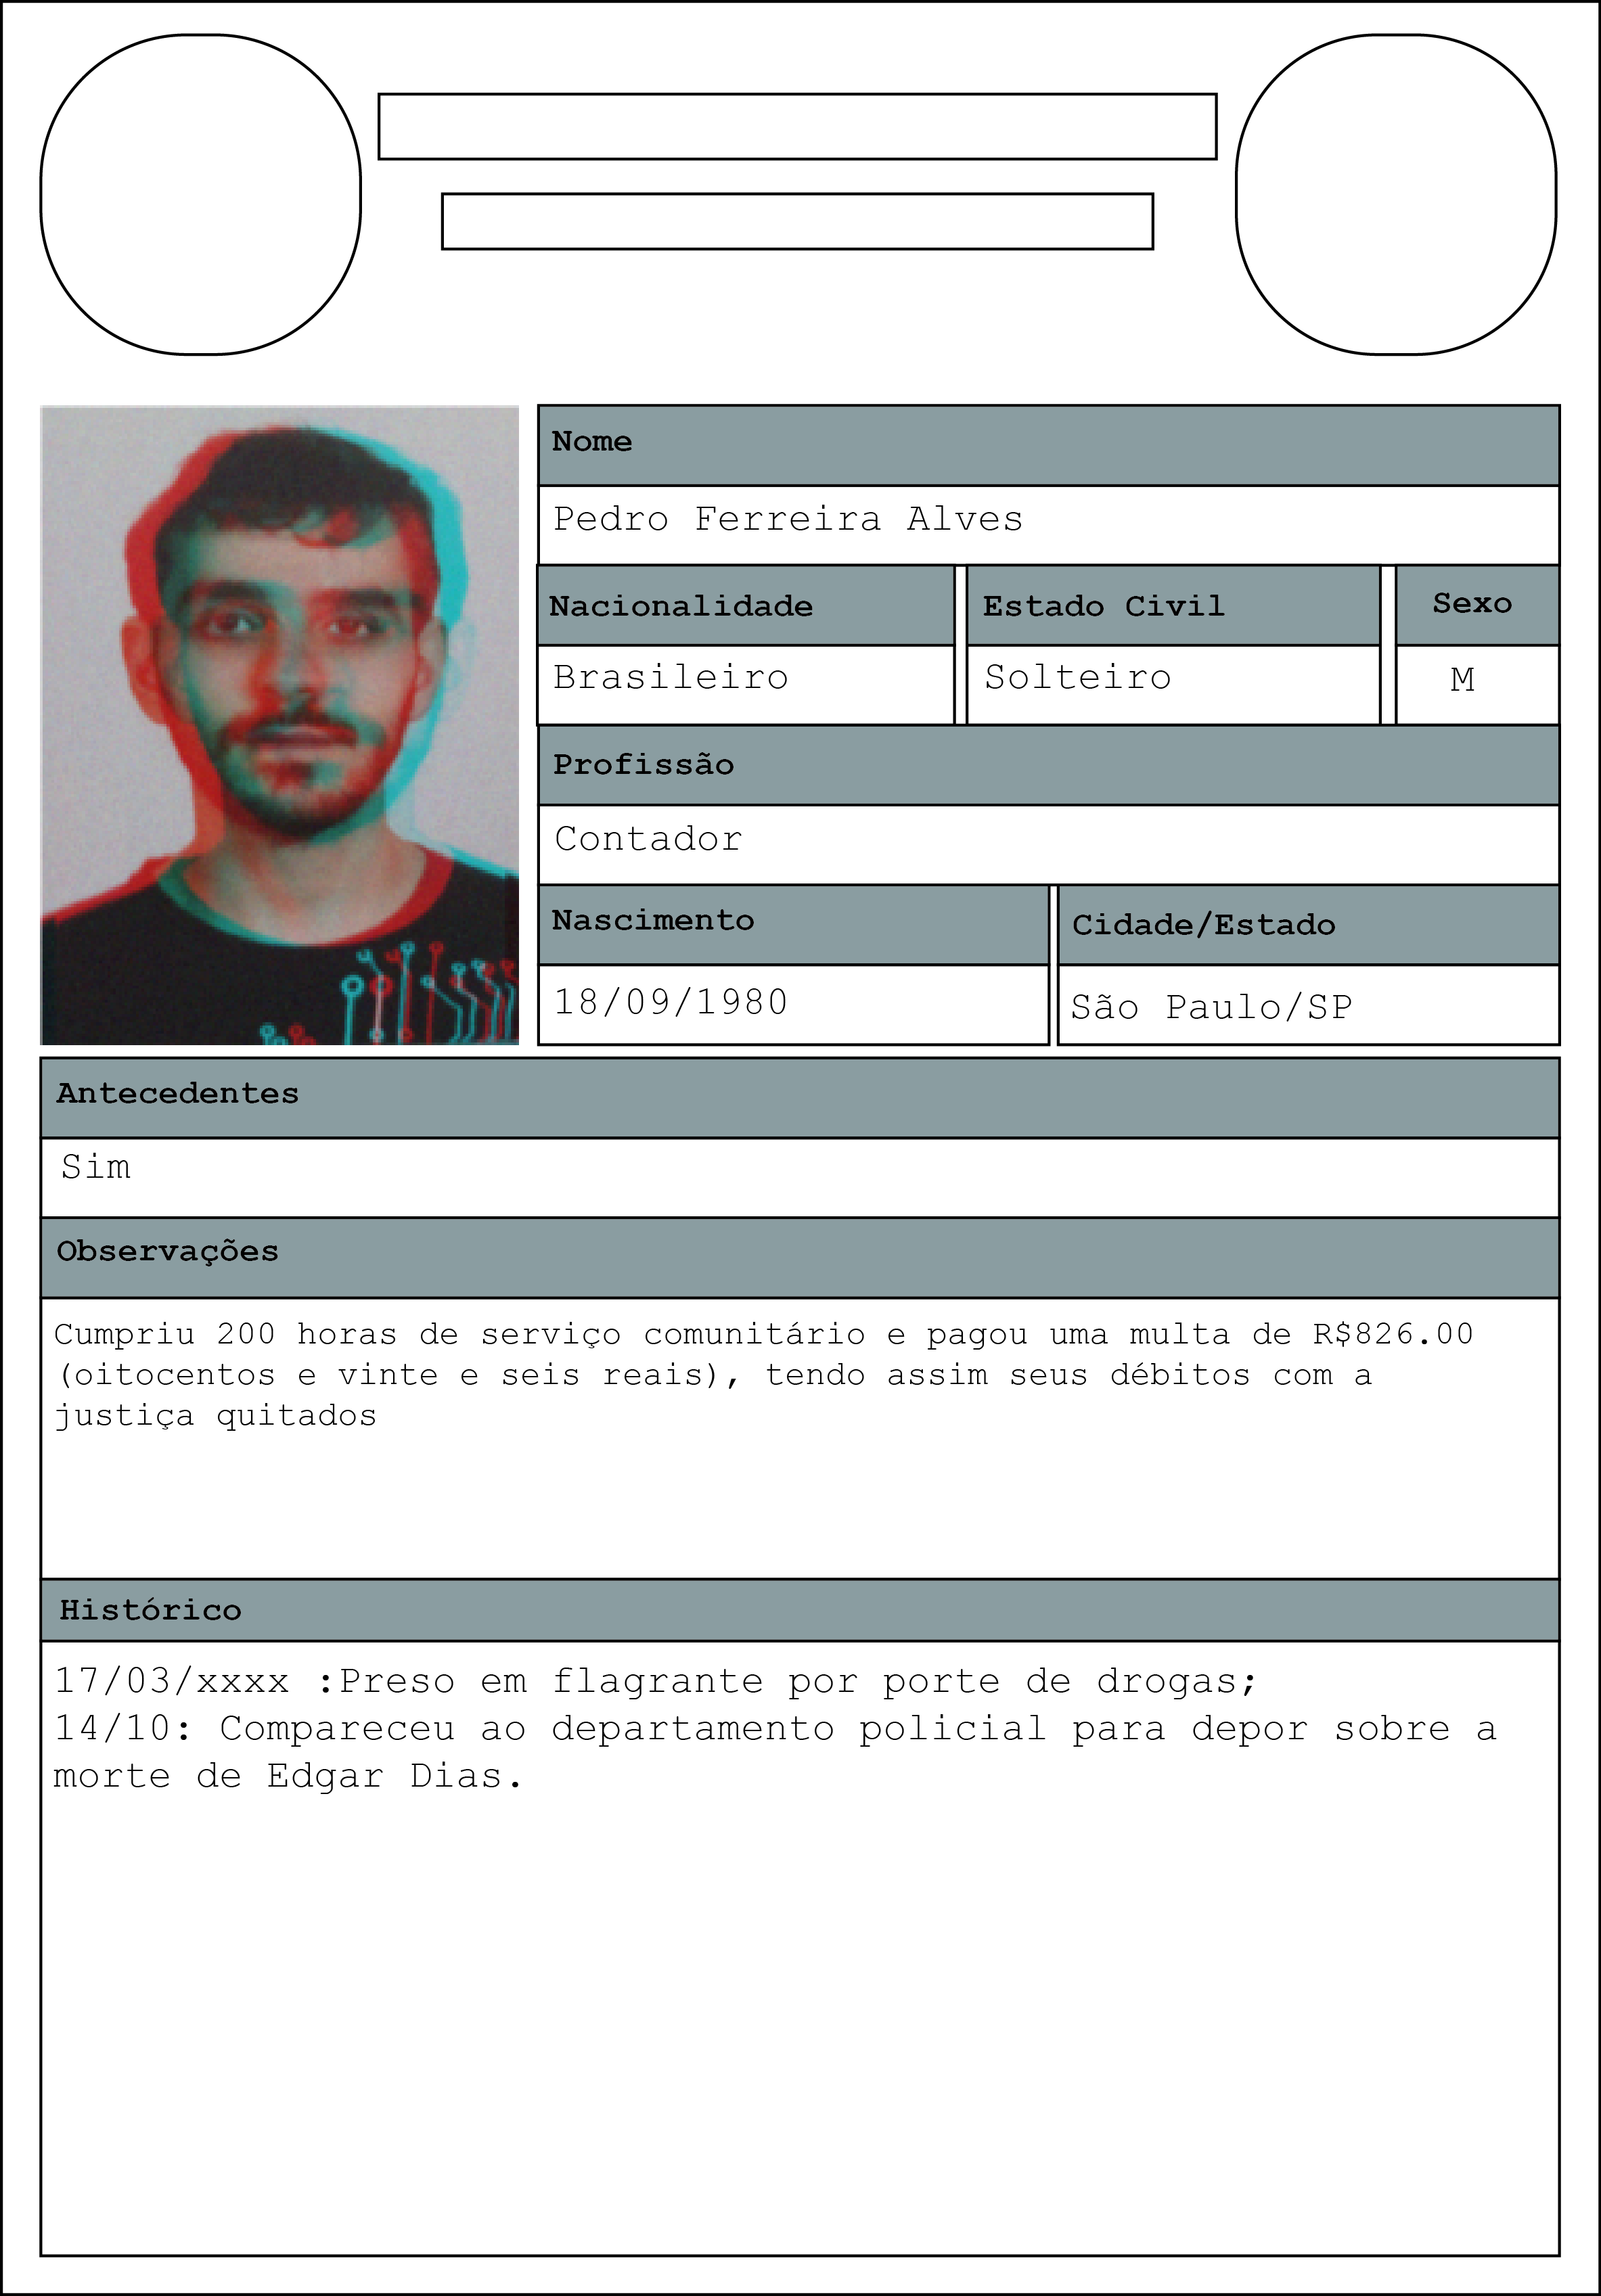 Nome
Pedro Ferreira Alves
Nacionalidade Estado Civil Sexo
Brasileiro Solteiro M
Profissão
Contador
Nascimento Cidade/Estado
18/09/1980 São Paulo/SP
Antecedentes
Sim
Observações
Cumpriu 200 horas de serviço comunitário e pagou uma multa de R$826.00
(oitocentos e vinte e seis reais), tendo assim seus débitos com a
justiça quitados
Histórico
17/03/xxxx :Preso em flagrante por porte de drogas;
14/10: Compareceu ao departamento policial para depor sobre a
morte de Edgar Dias.